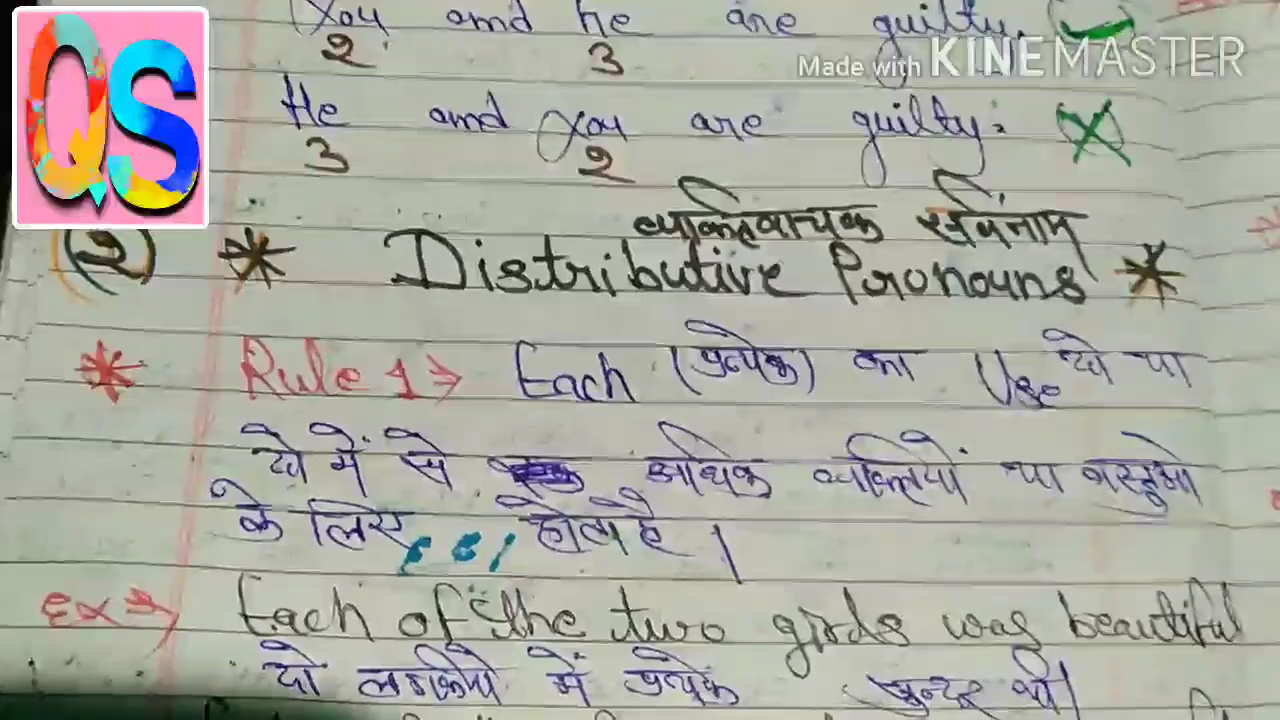 You and he are guilty.
2 3
Made with KINEMASTER
QS
He and You are guilty.
3 2
व्यक्तिवाचक सर्वनाम
(2) * Distributive Pronouns *
* Rule 1 → Each (प्रत्येक) का Use दो या
दो में से अधिक व्यक्तियों या वस्तुओ
के लिए होता है |
Ex → Each of the two girls was beautiful
दो लडकियो में प्रत्येक सुन्दर थी|